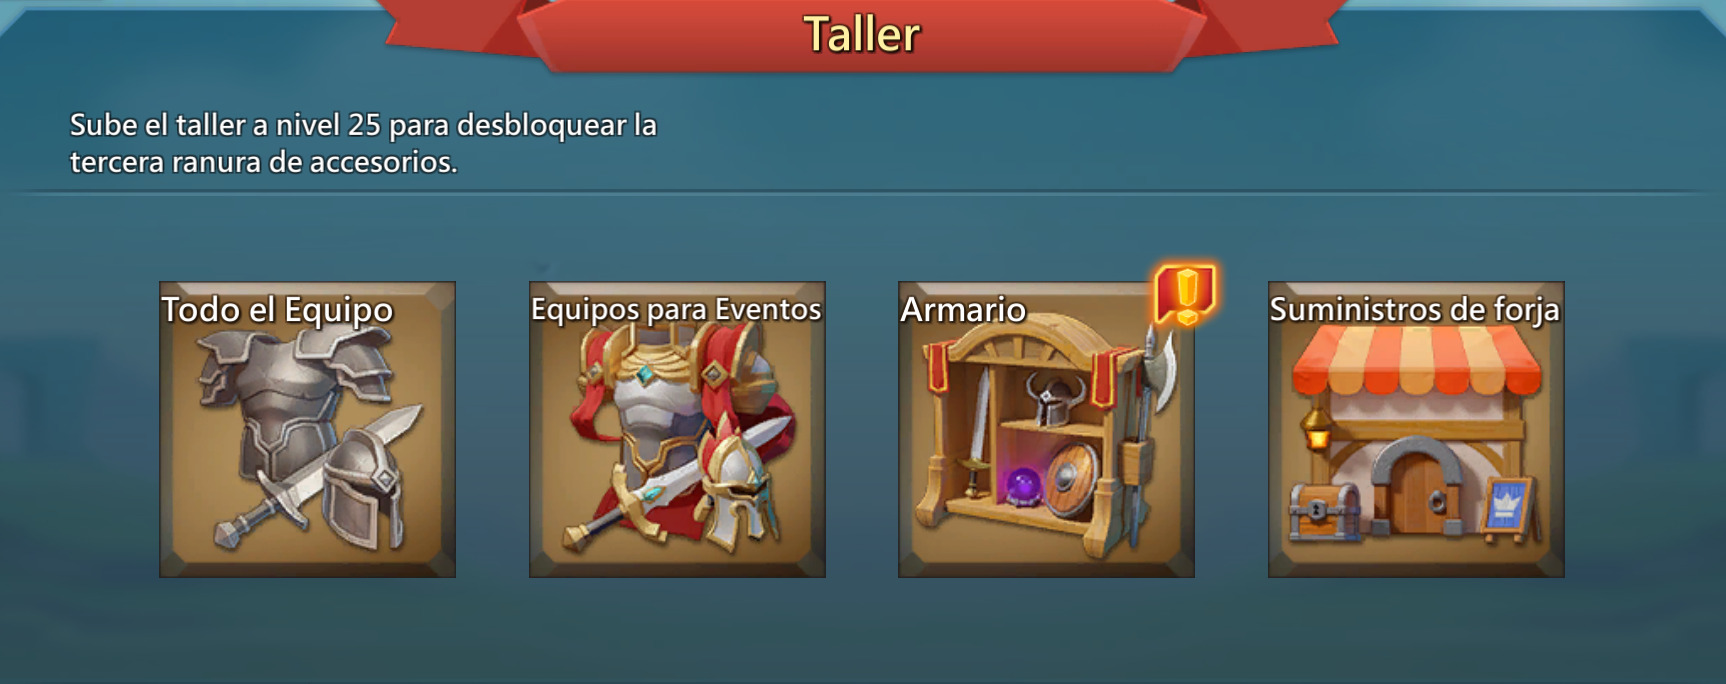 Taller
Sube el taller a nivel 25 para desbloquear la
tercera ranura de accesorios.
Todo el Equipo
Equipos para Eventos
Armario
Suministros de forja